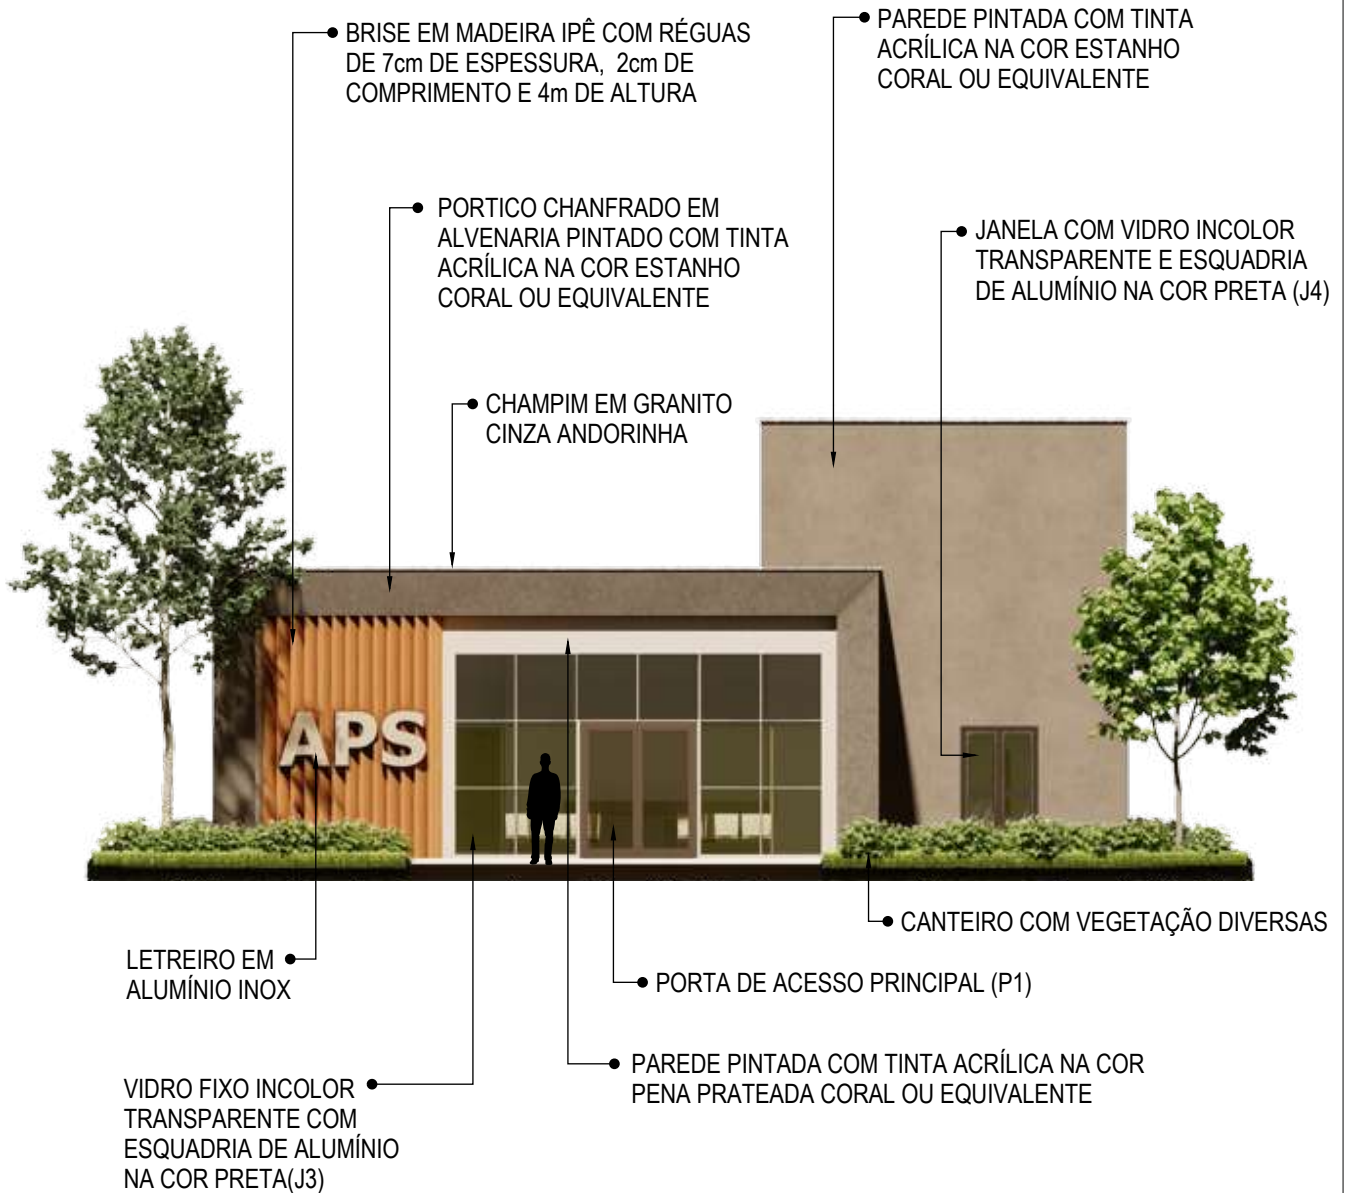 BRISE EM MADEIRA IPÊ COM RÉGUAS
DE 7cm DE ESPESSURA, 2cm DE
COMPRIMENTO E 4m DE ALTURA
PAREDE PINTADA COM TINTA
ACRÍLICA NA COR ESTANHO
CORAL OU EQUIVALENTE
PORTICO CHANFRADO EM
ALVENARIA PINTADO COM TINTA
ACRÍLICA NA COR ESTANHO
CORAL OU EQUIVALENTE
JANELA COM VIDRO INCOLOR
TRANSPARENTE E ESQUADRIA
DE ALUMÍNIO NA COR PRETA (J4)
CHAMPIM EM GRANITO
CINZA ANDORINHA
APS
CANTEIRO COM VEGETAÇÃO DIVERSAS
LETREIRO EM
ALUMÍNIO INOX
PORTA DE ACESSO PRINCIPAL (P1)
PAREDE PINTADA COM TINTA ACRÍLICA NA COR
PENA PRATEADA CORAL OU EQUIVALENTE
VIDRO FIXO INCOLOR
TRANSPARENTE COM
ESQUADRIA DE ALUMÍNIO
NA COR PRETA(J3)